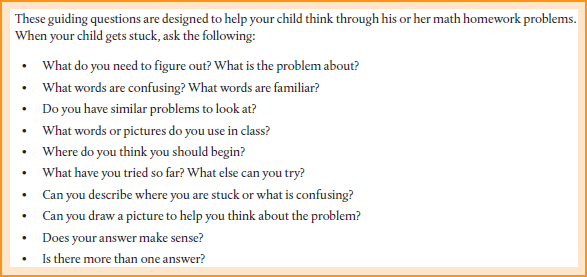 These guiding questions are designed to help your child think through his or her math homework problems.
When your child gets stuck, ask the following:
• What do you need to figure out? What is the problem about?
• What words are confusing? What words are familiar?
• Do you have similar problems to look at?
• What words or pictures do you use in class?
• Where do you think you should begin?
• What have you tried so far? What else can you try?
• Can you describe where you are stuck or what is confusing?
• Can you draw a picture to help you think about the problem?
• Does your answer make sense?
• Is there more than one answer?